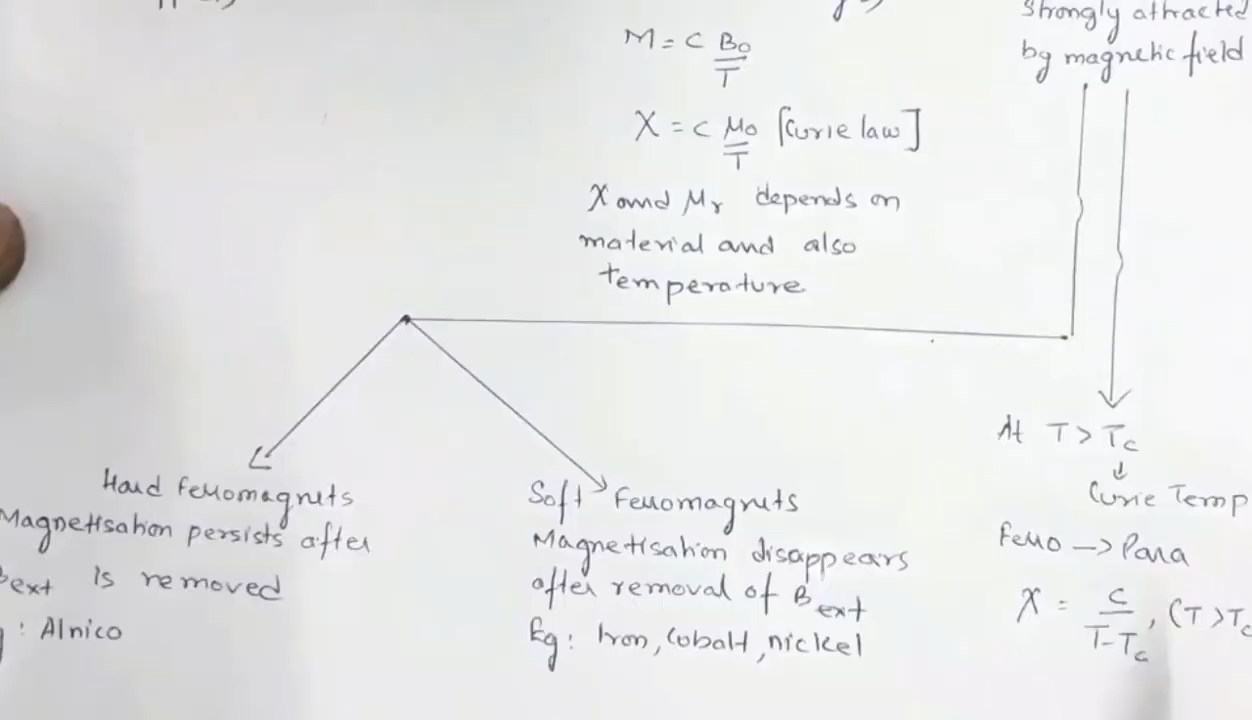 M = C B₀/T
χ = C μ₀/T [Curie law]
χ and μᵣ depends on
material and also
temperature
strongly attracted
by magnetic field
Hard ferromagnets
Magnetisation persists after
Bext is removed
: Alnico
Soft Ferromagnets
Magnetisation disappears
after removal of Bext
Eg: Iron, Cobalt, nickel
At T > Tc
Curie Temp
Ferro → Para
χ = C/(T-Tc), (T > Tc